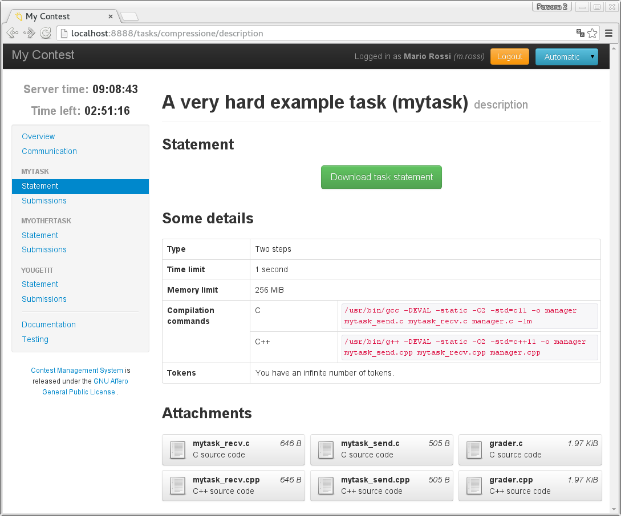 My Contest
localhost:8888/tasks/compressione/description
My Contest
Logged in as Mario Rossi (m.rossi)
Logout
Automatic
Server time: 09:08:43
Time left: 02:51:16
Overview
Communication
MYTASK
Statement
Submissions
MYOTHERTASK
Statement
Submissions
YOUGETIT
Statement
Submissions
Documentation
Testing
Contest Management System is
released under the GNU Affero
General Public License .
A very hard example task (mytask) description
Statement
Download task statement
Some details
Type Two steps
Time limit 1 second
Memory limit 256 MiB
Compilation commands C /usr/bin/gcc -DEVAL -static -O2 -std=c11 -o manager
mytask_send.c mytask_recv.c manager.c -lm
C++ /usr/bin/g++ -DEVAL -static -O2 -std=c++11 -o manager
mytask_send.cpp mytask_recv.cpp manager.cpp
Tokens You have an infinite number of tokens.
Attachments
mytask_recv.c 646 B
C source code
mytask_send.c 505 B
C source code
grader.c 1.97 KiB
C source code
mytask_recv.cpp 646 B
C++ source code
mytask_send.cpp 505 B
C++ source code
grader.cpp 1.97 KiB
C++ source code